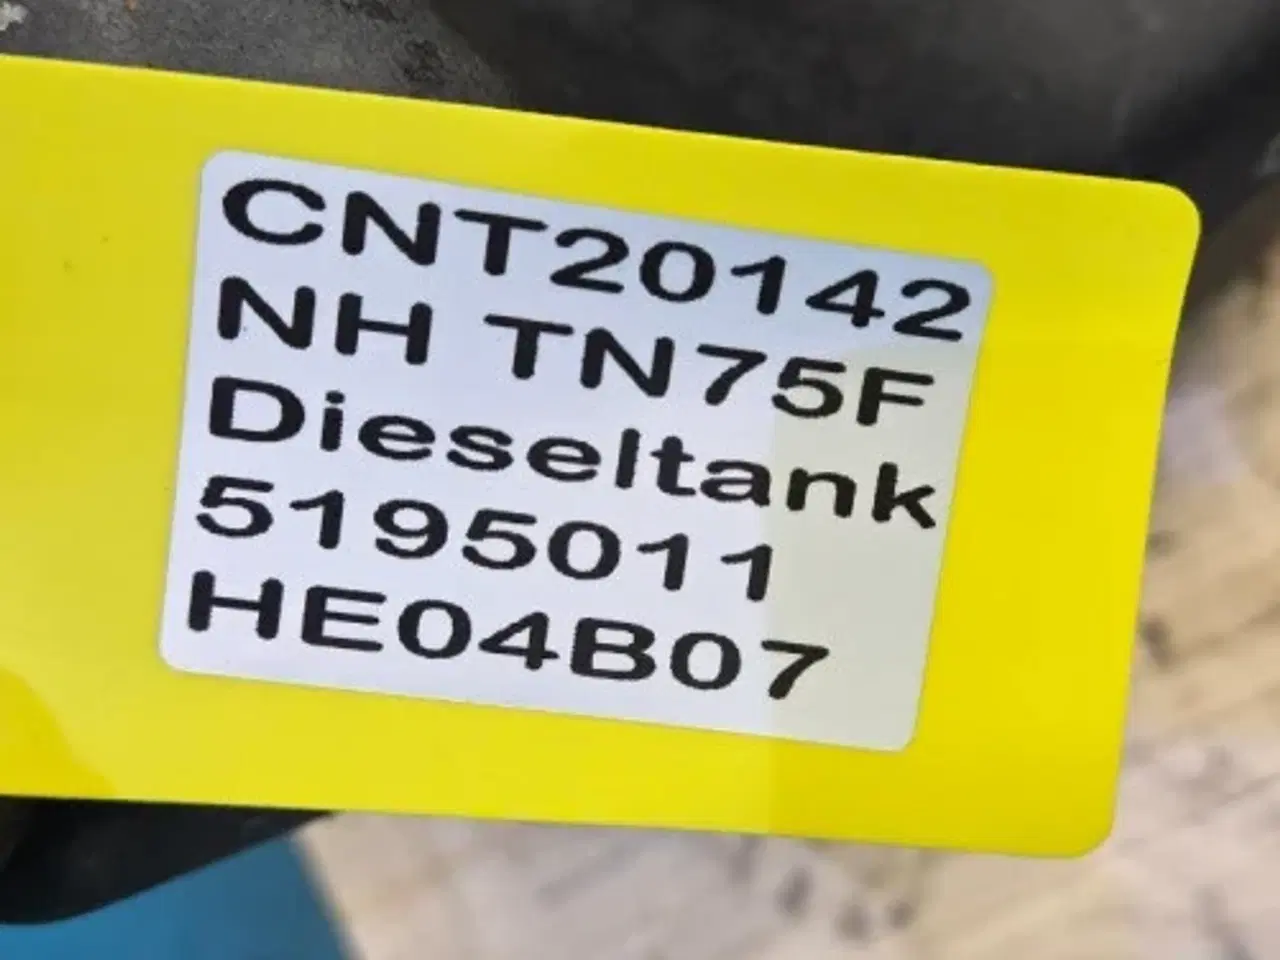 CNT20142
NH TN75F
Dieseltank
5195011
HE04B07